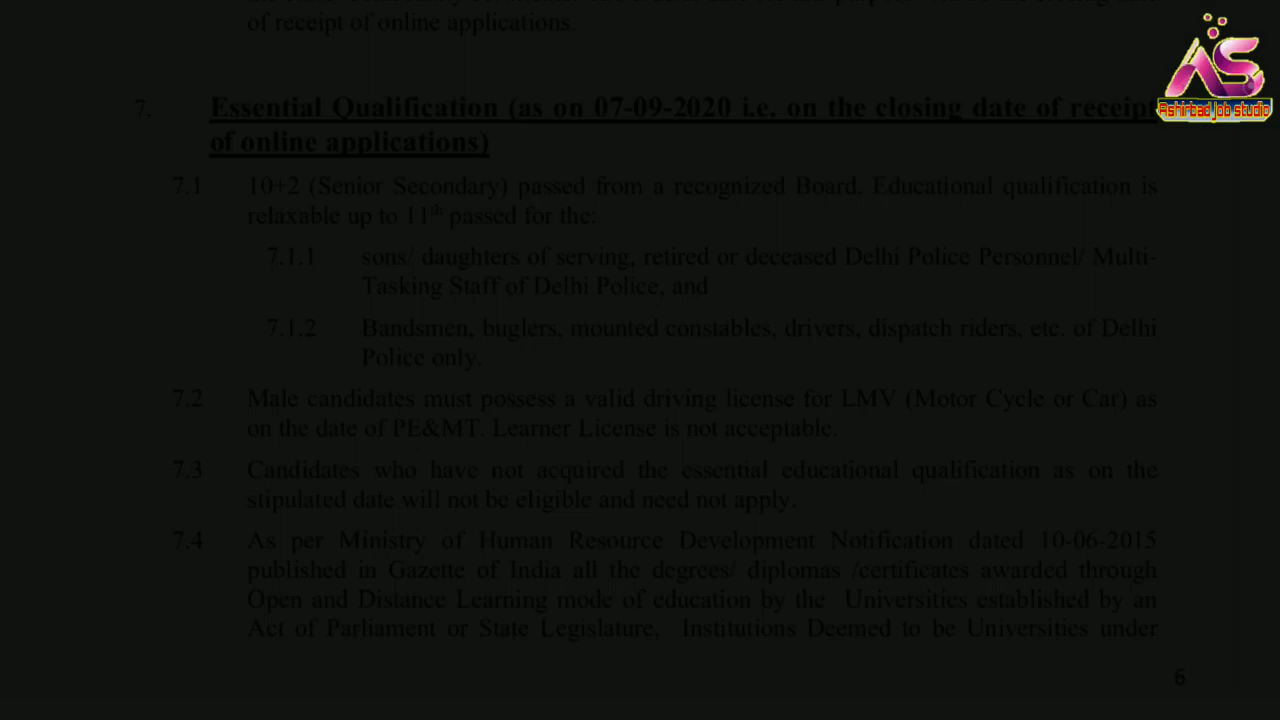 of receipt of online applications.
AS
Ashirbad job studio
7. Essential Qualification (as on 07-09-2020 i.e. on the closing date of receipt
of online applications)
7.1 10+2 (Senior Secondary) passed from a recognized Board. Educational qualification is
relaxable up to 11th passed for the:
7.1.1 sons/ daughters of serving, retired or deceased Delhi Police Personnel/ Multi-
Tasking Staff of Delhi Police, and
7.1.2 Bandsmen, buglers, mounted constables, drivers, dispatch riders, etc. of Delhi
Police only.
7.2 Male candidates must possess a valid driving license for LMV (Motor Cycle or Car) as
on the date of PE&MT. Learner License is not acceptable.
7.3 Candidates who have not acquired the essential educational qualification as on the
stipulated date will not be eligible and need not apply.
7.4 As per Ministry of Human Resource Development Notification dated 10-06-2015
published in Gazette of India all the degrees/ diplomas /certificates awarded through
Open and Distance Learning mode of education by the Universities established by an
Act of Parliament or State Legislature, Institutions Deemed to be Universities under
6